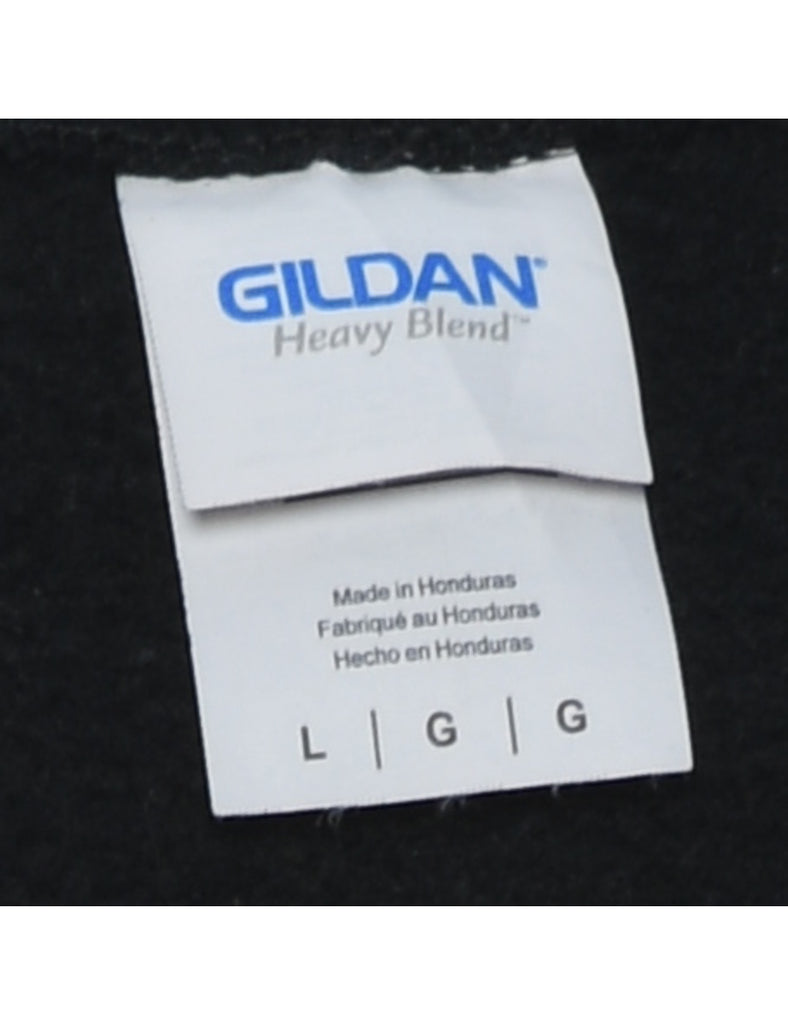 GILDAN®
Heavy Blend™
Made in Honduras
Fabriqué au Honduras
Hecho en Honduras
L | G | G